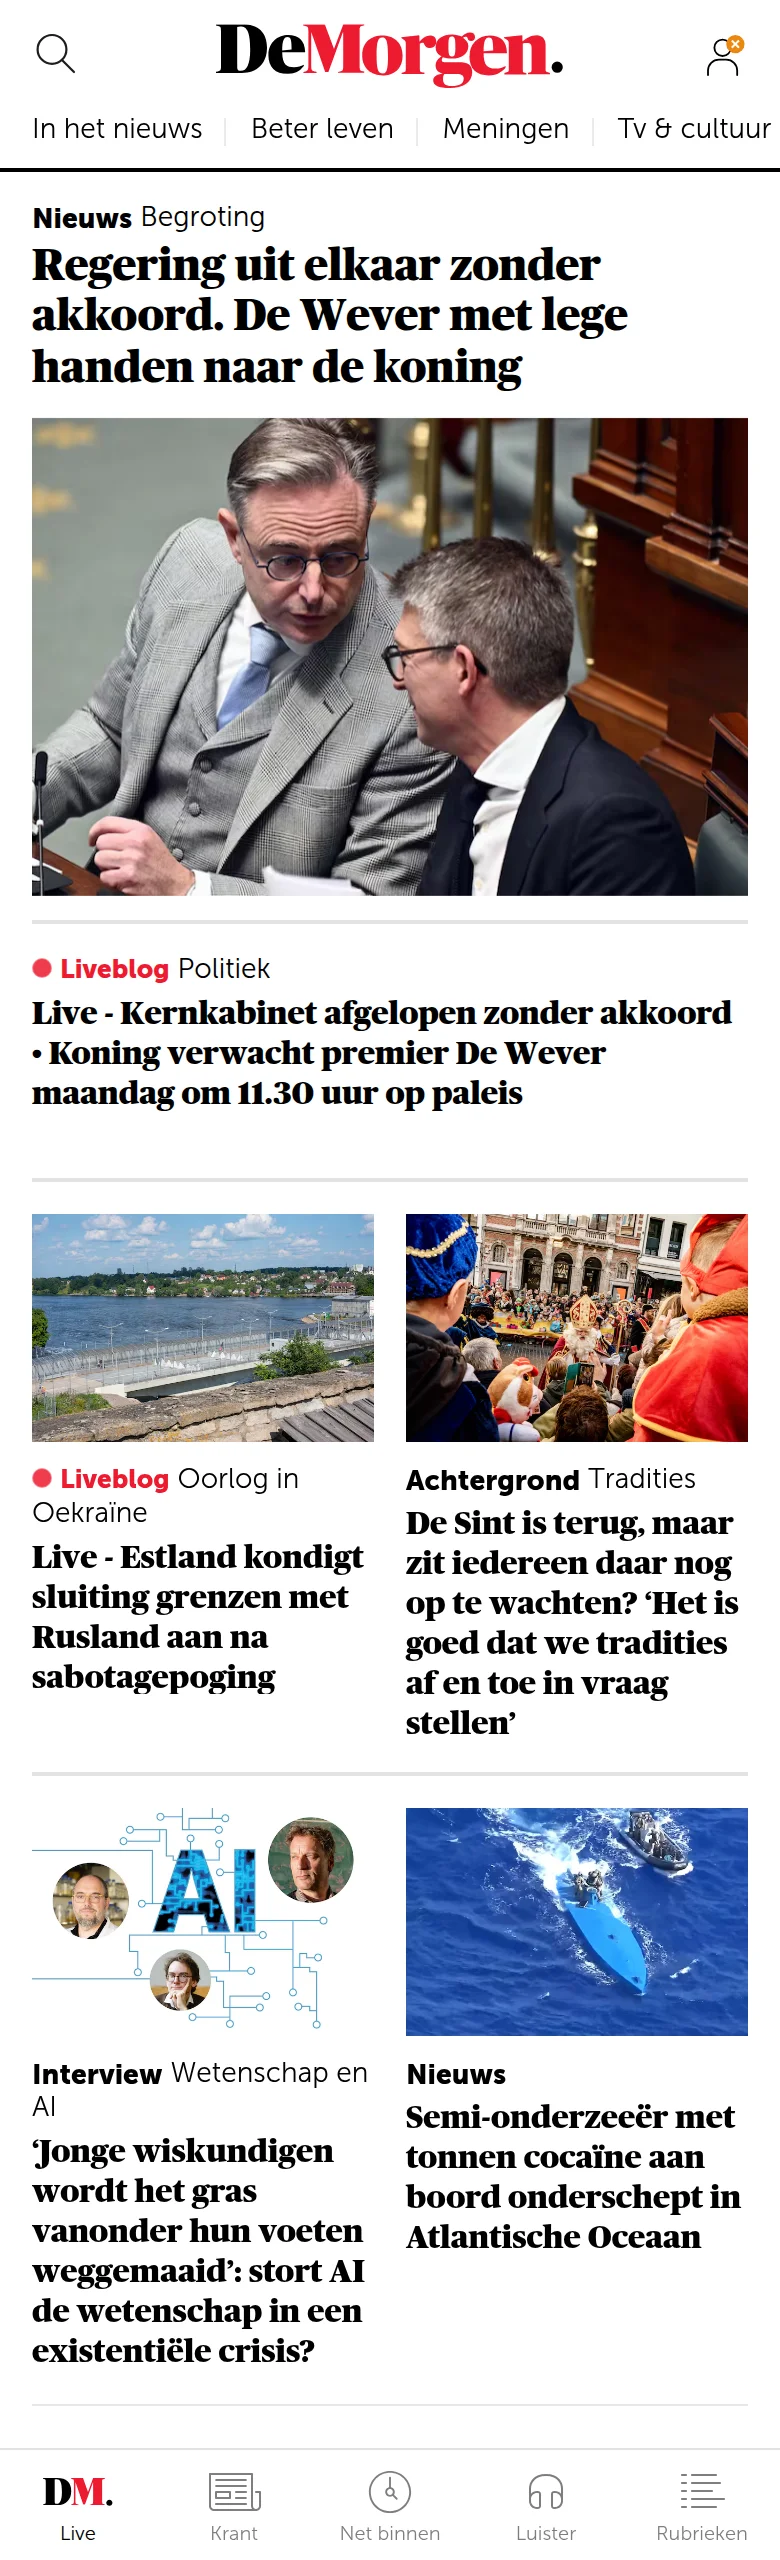 DeMorgen.
In het nieuws
Beter leven
Meningen
Tv & cultuur
Nieuws Begroting
Regering uit elkaar zonder
akkoord. De Wever met lege
handen naar de koning
Liveblog Politiek
Live - Kernkabinet afgelopen zonder akkoord
• Koning verwacht premier De Wever
maandag om 11.30 uur op paleis
Liveblog Oorlog in
Oekraïne
Live - Estland kondigt
sluiting grenzen met
Rusland aan na
sabotagepoging
Achtergrond Tradities
De Sint is terug, maar
zit iedereen daar nog
op te wachten? ‘Het is
goed dat we tradities
af en toe in vraag
stellen’
AI
Interview Wetenschap en
AI
‘Jonge wiskundigen
wordt het gras
vanonder hun voeten
weggemaaid’: stort AI
de wetenschap in een
existentiële crisis?
Nieuws
Semi-onderzeeër met
tonnen cocaïne aan
boord onderschept in
Atlantische Oceaan
DM.
Live
Krant
Net binnen
Luister
Rubrieken